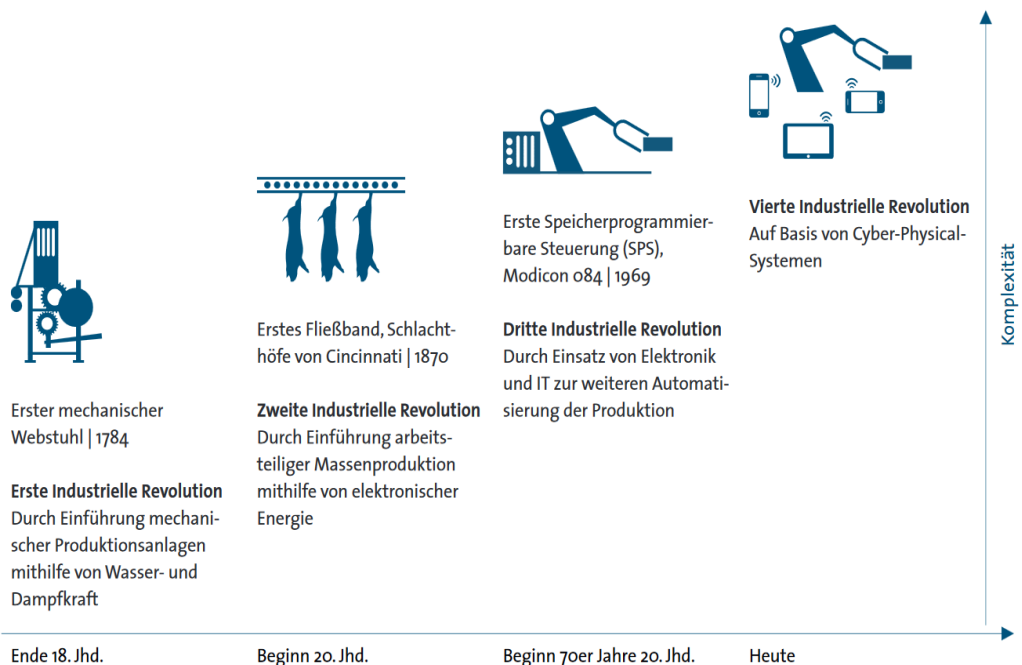 Erster mechanischer
Webstuhl | 1784
Erste Industrielle Revolution
Durch Einführung mechani-
scher Produktionsanlagen
mithilfe von Wasser- und
Dampfkraft
Ende 18. Jhd.
Erstes Fließband, Schlacht-
höfe von Cincinnati | 1870
Zweite Industrielle Revolution
Durch Einführung arbeits-
teiliger Massenproduktion
mithilfe von elektronischer
Energie
Beginn 20. Jhd.
Erste Speicherprogrammier-
bare Steuerung (SPS),
Modicon 084 | 1969
Dritte Industrielle Revolution
Durch Einsatz von Elektronik
und IT zur weiteren Automati-
sierung der Produktion
Beginn 70er Jahre 20. Jhd.
Vierte Industrielle Revolution
Auf Basis von Cyber-Physical-
Systemen
Heute
Komplexität